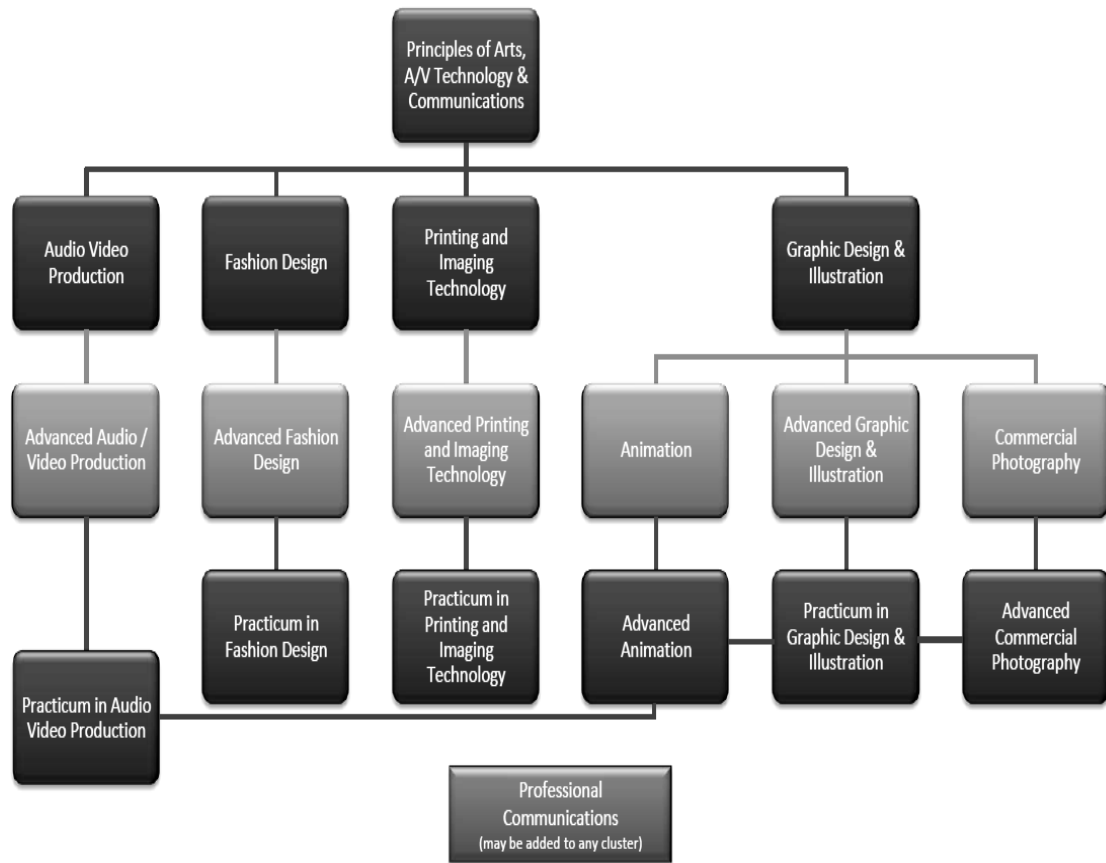 Principles of Arts,
A/V Technology &
Communications
Audio Video
Production
Fashion Design
Printing and
Imaging
Technology
Graphic Design &
Illustration
Advanced Audio /
Video Production
Advanced Fashion
Design
Advanced Printing
and Imaging
Technology
Animation
Advanced Graphic
Design &
Illustration
Commercial
Photography
Practicum in
Fashion Design
Practicum in
Printing and
Imaging
Technology
Advanced
Animation
Practicum in
Graphic Design &
Illustration
Advanced
Commercial
Photography
Practicum in Audio
Video Production
Professional
Communications
(may be added to any cluster)